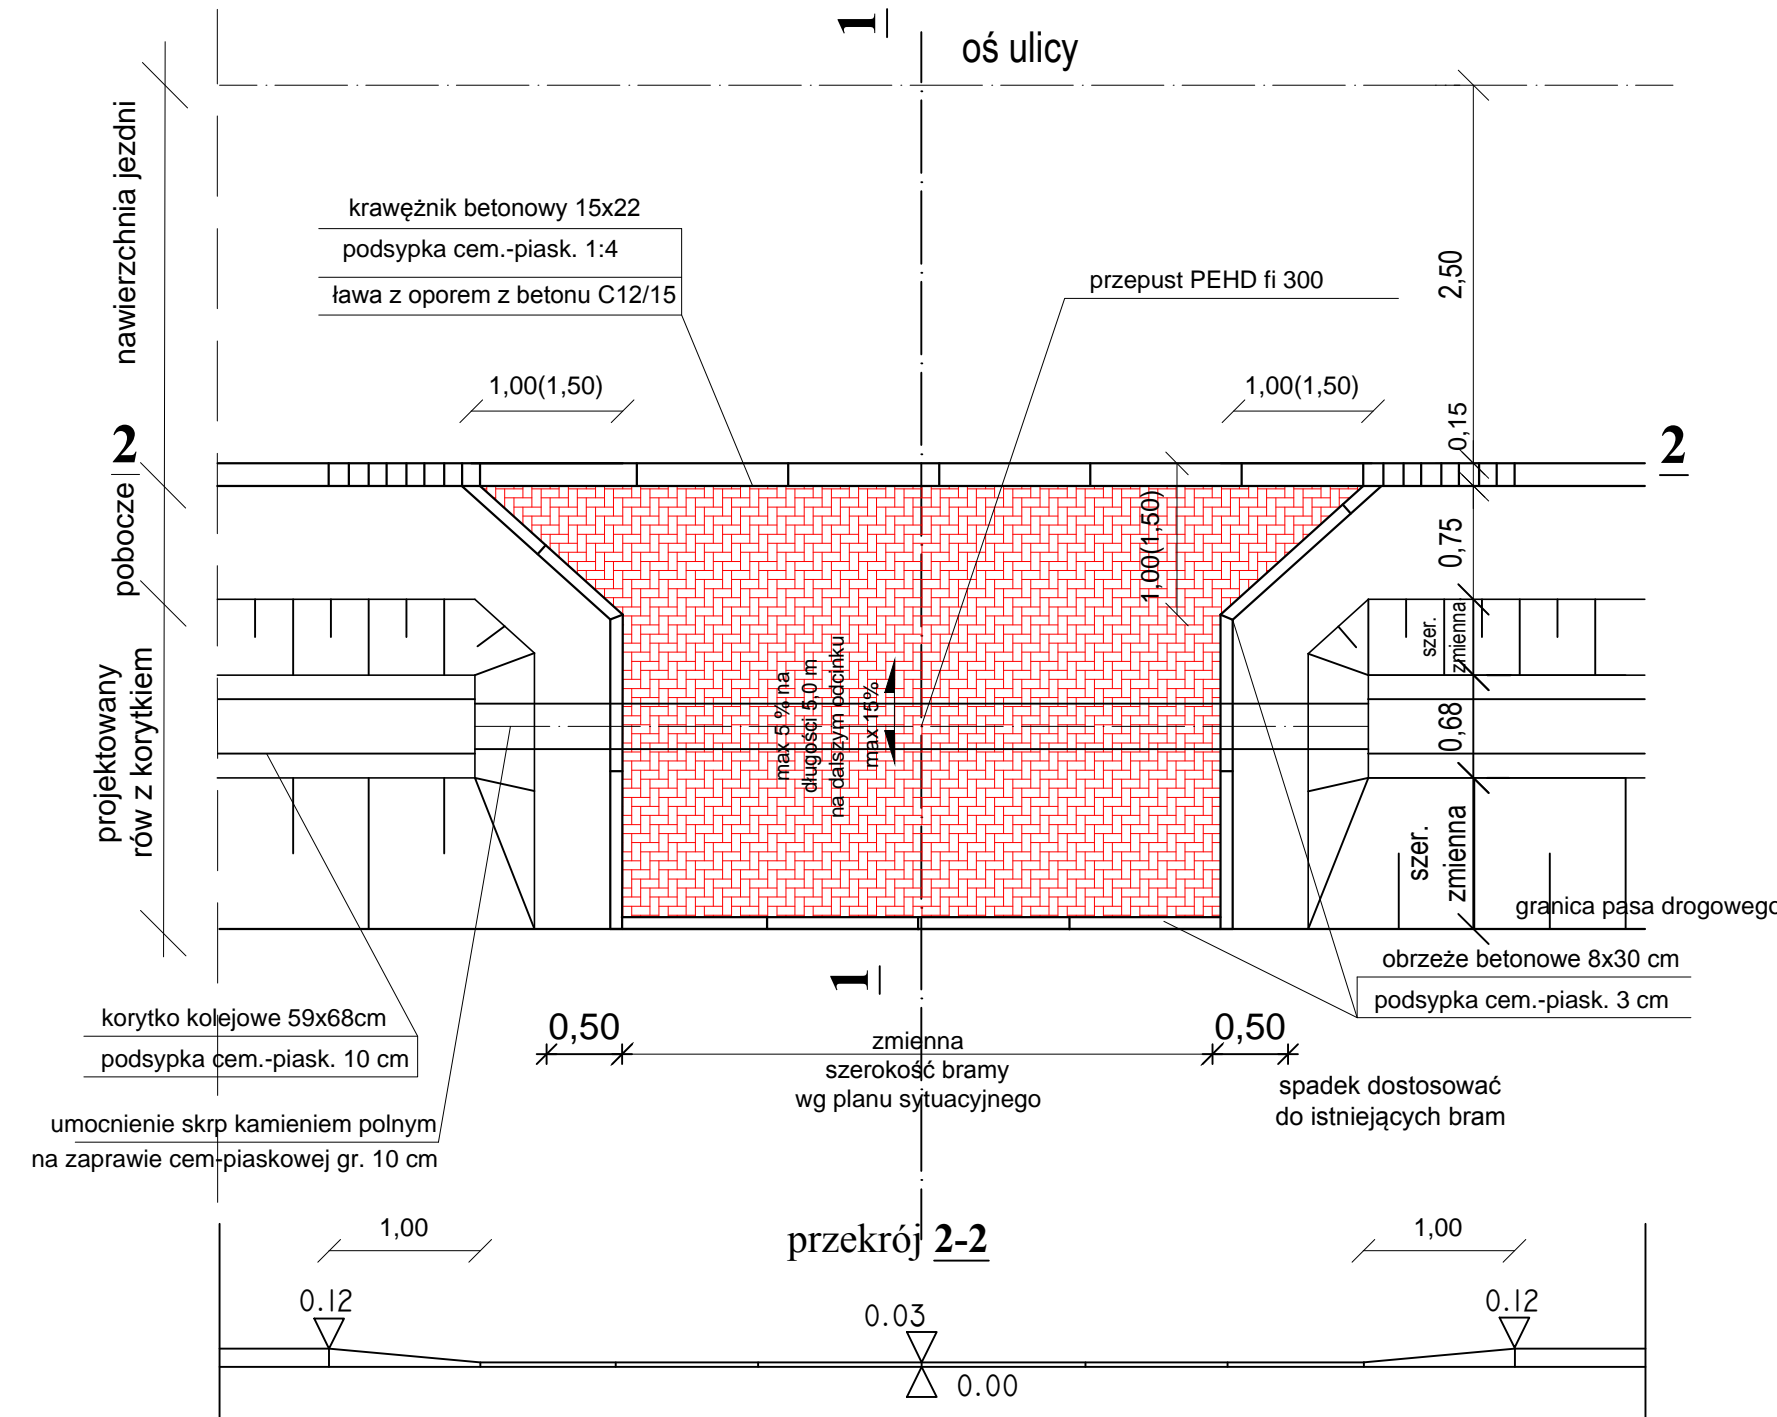 1
oś ulicy
nawierzchnia jezdni
krawężnik betonowy 15x22
podsypka cem.-piask. 1:4
ława z oporem z betonu C12/15
przepust PEHD fi 300
2,50
1,00(1,50)
1,00(1,50)
0,15
2
2
pobocze
1,00(1,50)
0,75
szer.
zmienna
projektowany
rów z korytkiem
max 5 % na
długości 5,0 m
na dalszym odcinku
max 15%
0,68
szer.
zmienna
granica pasa drogowego
obrzeże betonowe 8x30 cm
podsypka cem.-piask. 3 cm
1
korytko kolejowe 59x68cm
podsypka cem.-piask. 10 cm
0,50
zmienna
szerokość bramy
wg planu sytuacyjnego
0,50
spadek dostosować
do istniejących bram
umocnienie skrp kamieniem polnym
na zaprawie cem-piaskowej gr. 10 cm
1,00
przekrój 2-2
1,00
0.12
0.03
0.12
0.00